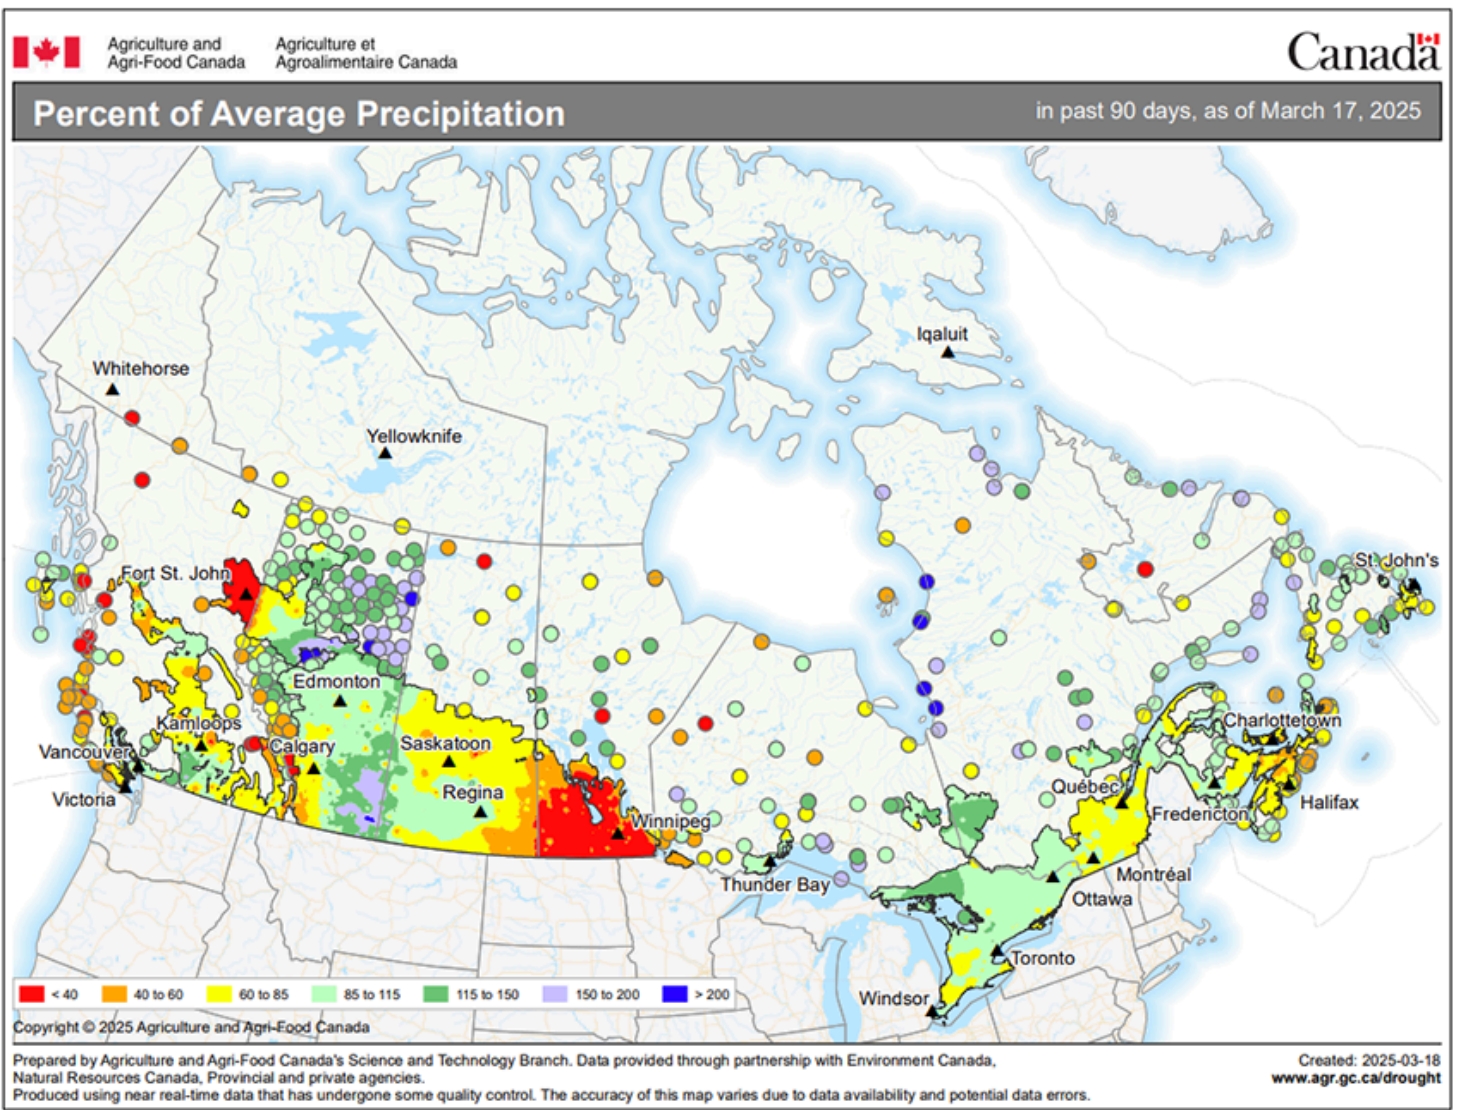 Agriculture and
Agri-Food Canada
Agriculture et
Agroalimentaire Canada
Canada
Percent of Average Precipitation
in past 90 days, as of March 17, 2025
Iqaluit
Whitehorse
Yellowknife
St. John's
Fort St. John
Edmonton
Kamloops
Charlottetown
Vancouver
Calgary
Saskatoon
Québec
Victoria
Regina
Winnipeg
Fredericton
Halifax
Thunder Bay
Montréal
Ottawa
Toronto
Windsor
< 40
40 to 60
60 to 85
85 to 115
115 to 150
150 to 200
> 200
Copyright © 2025 Agriculture and Agri-Food Canada
Prepared by Agriculture and Agri-Food Canada's Science and Technology Branch. Data provided through partnership with Environment Canada,
Natural Resources Canada, Provincial and private agencies.
Produced using near real-time data that has undergone some quality control. The accuracy of this map varies due to data availability and potential data errors.
Created: 2025-03-18
www.agr.gc.ca/drought